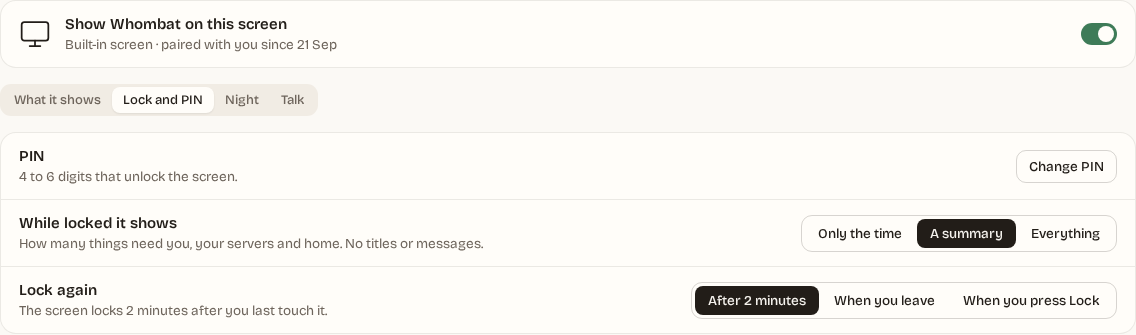 Show Whombat on this screen
Built-in screen · paired with you since 21 Sep
What it shows
Lock and PIN
Night
Talk
PIN
4 to 6 digits that unlock the screen.
Change PIN
While locked it shows
How many things need you, your servers and home. No titles or messages.
Only the time
A summary
Everything
Lock again
The screen locks 2 minutes after you last touch it.
After 2 minutes
When you leave
When you press Lock